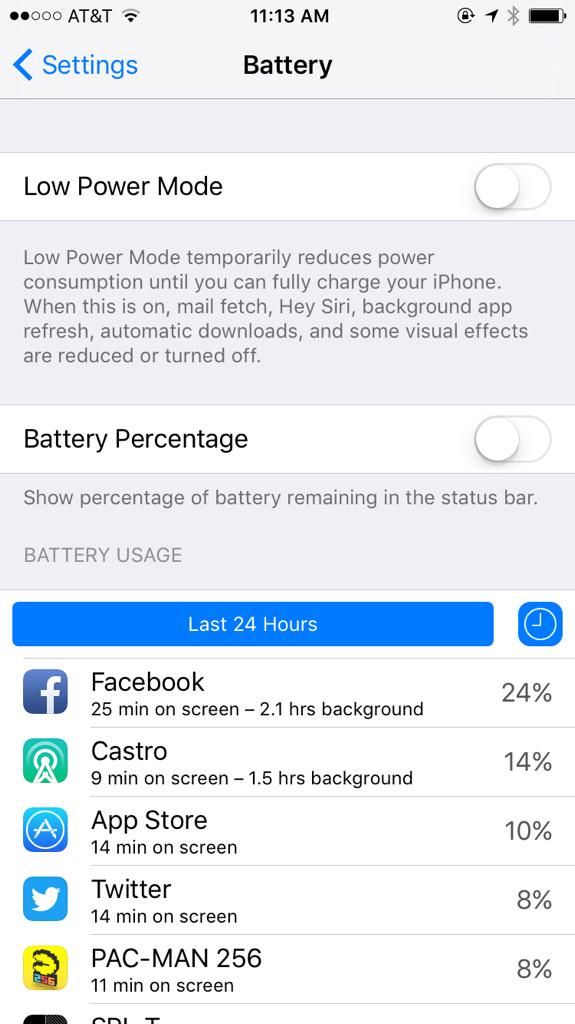 AT&T 11:13 AM
Settings Battery
Low Power Mode
Low Power Mode temporarily reduces power
consumption until you can fully charge your iPhone.
When this is on, mail fetch, Hey Siri, background app
refresh, automatic downloads, and some visual effects
are reduced or turned off.
Battery Percentage
Show percentage of battery remaining in the status bar.
BATTERY USAGE
Last 24 Hours
Facebook 24%
25 min on screen – 2.1 hrs background
Castro 14%
9 min on screen – 1.5 hrs background
App Store 10%
14 min on screen
Twitter 8%
14 min on screen
256
PAC-MAN 256 8%
11 min on screen